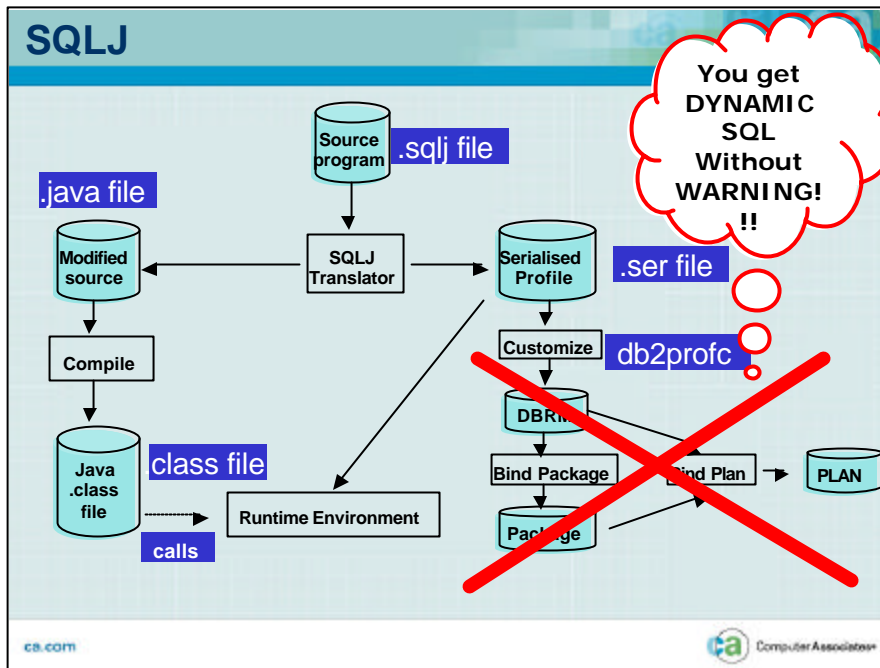 SQLJ
You get
DYNAMIC
SQL
Without
WARNING!
!!
Source
program
.sqlj file
.java file
Modified
source
SQLJ
Translator
Serialised
Profile
.ser file
Compile
Customize
db2profc
DBRM
Java
.class
file
.class file
Bind Package
Bind Plan
PLAN
Runtime Environment
calls
Package
ca.com
ca
Computer Associates